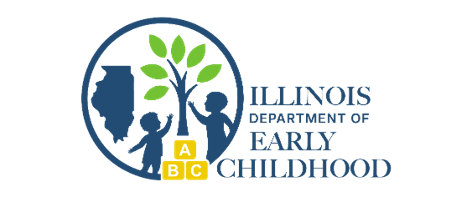 ILLINOIS
DEPARTMENT OF
EARLY
CHILDHOOD
A
B C